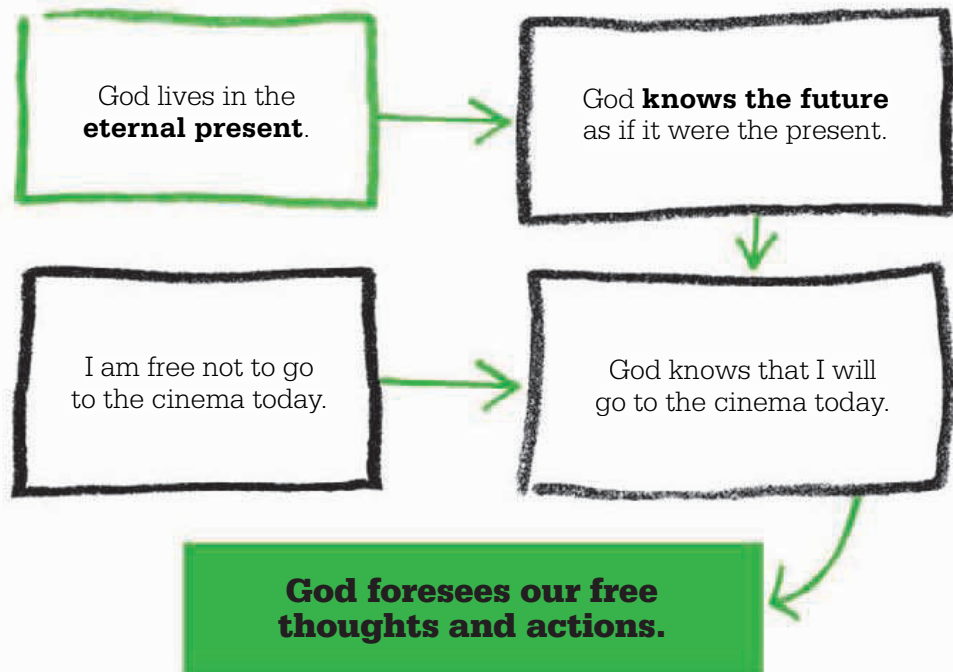 God lives in the
eternal present.
God knows the future
as if it were the present.
I am free not to go
to the cinema today.
God knows that I will
go to the cinema today.
God foresees our free
thoughts and actions.